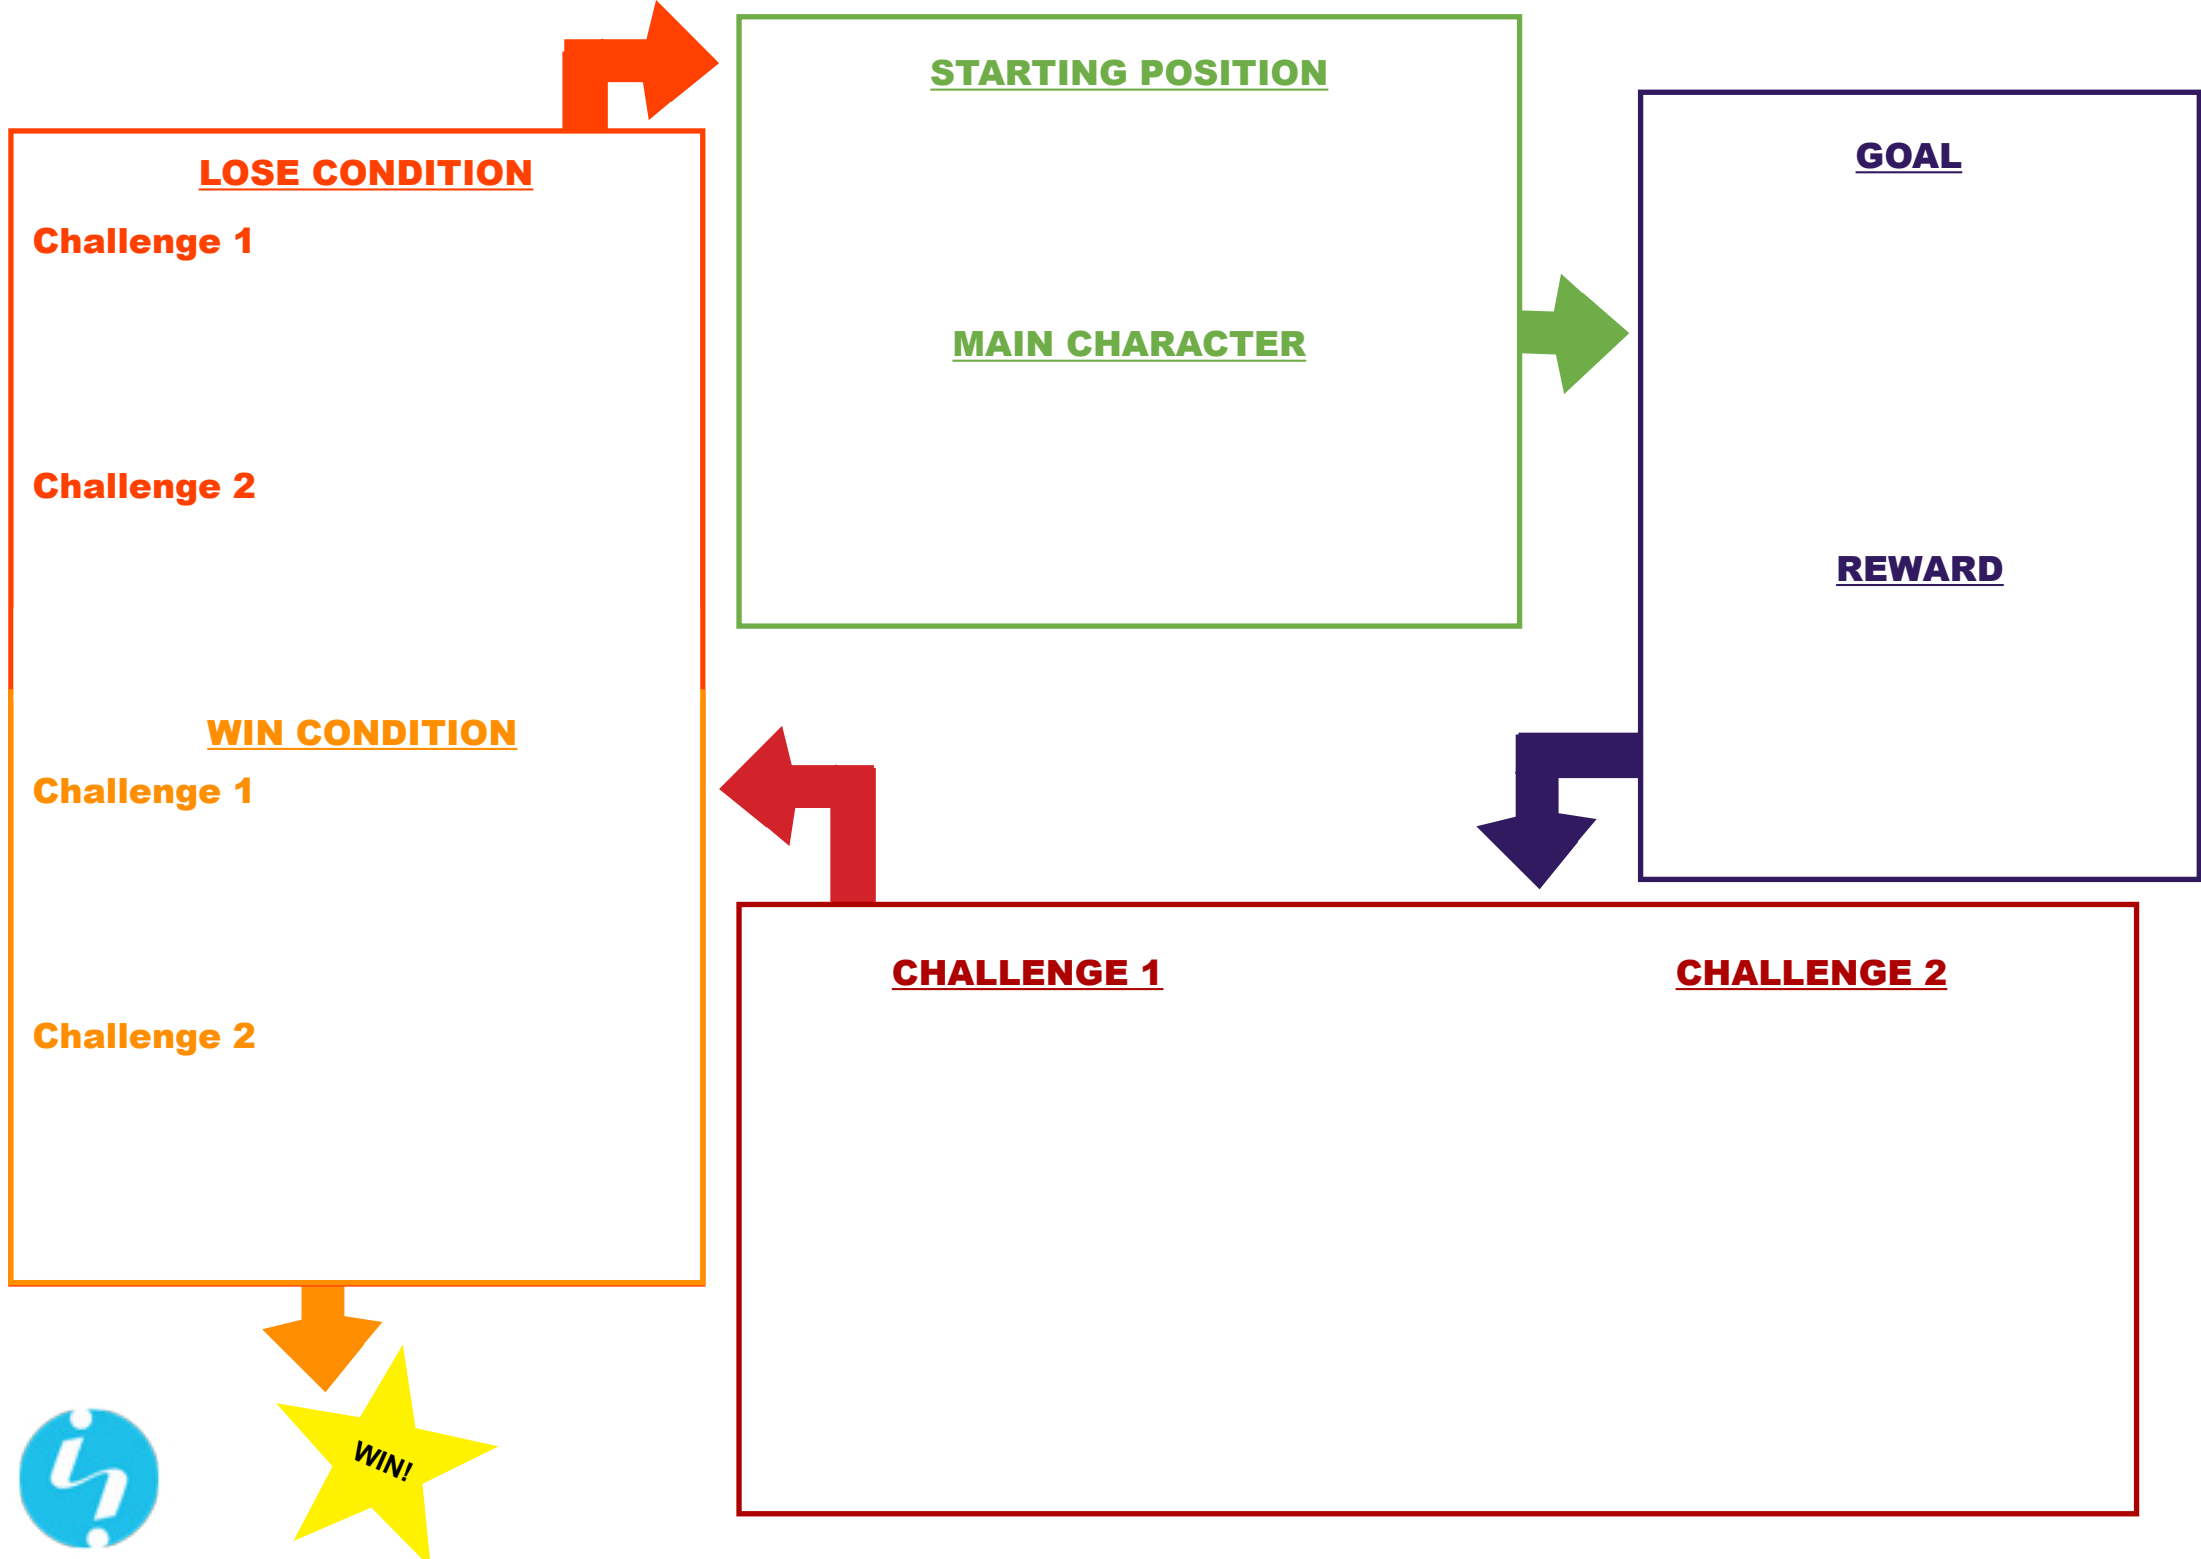 STARTING POSITION
MAIN CHARACTER
GOAL
REWARD
CHALLENGE 1
CHALLENGE 2
LOSE CONDITION
Challenge 1
Challenge 2
WIN CONDITION
Challenge 1
Challenge 2
WIN!